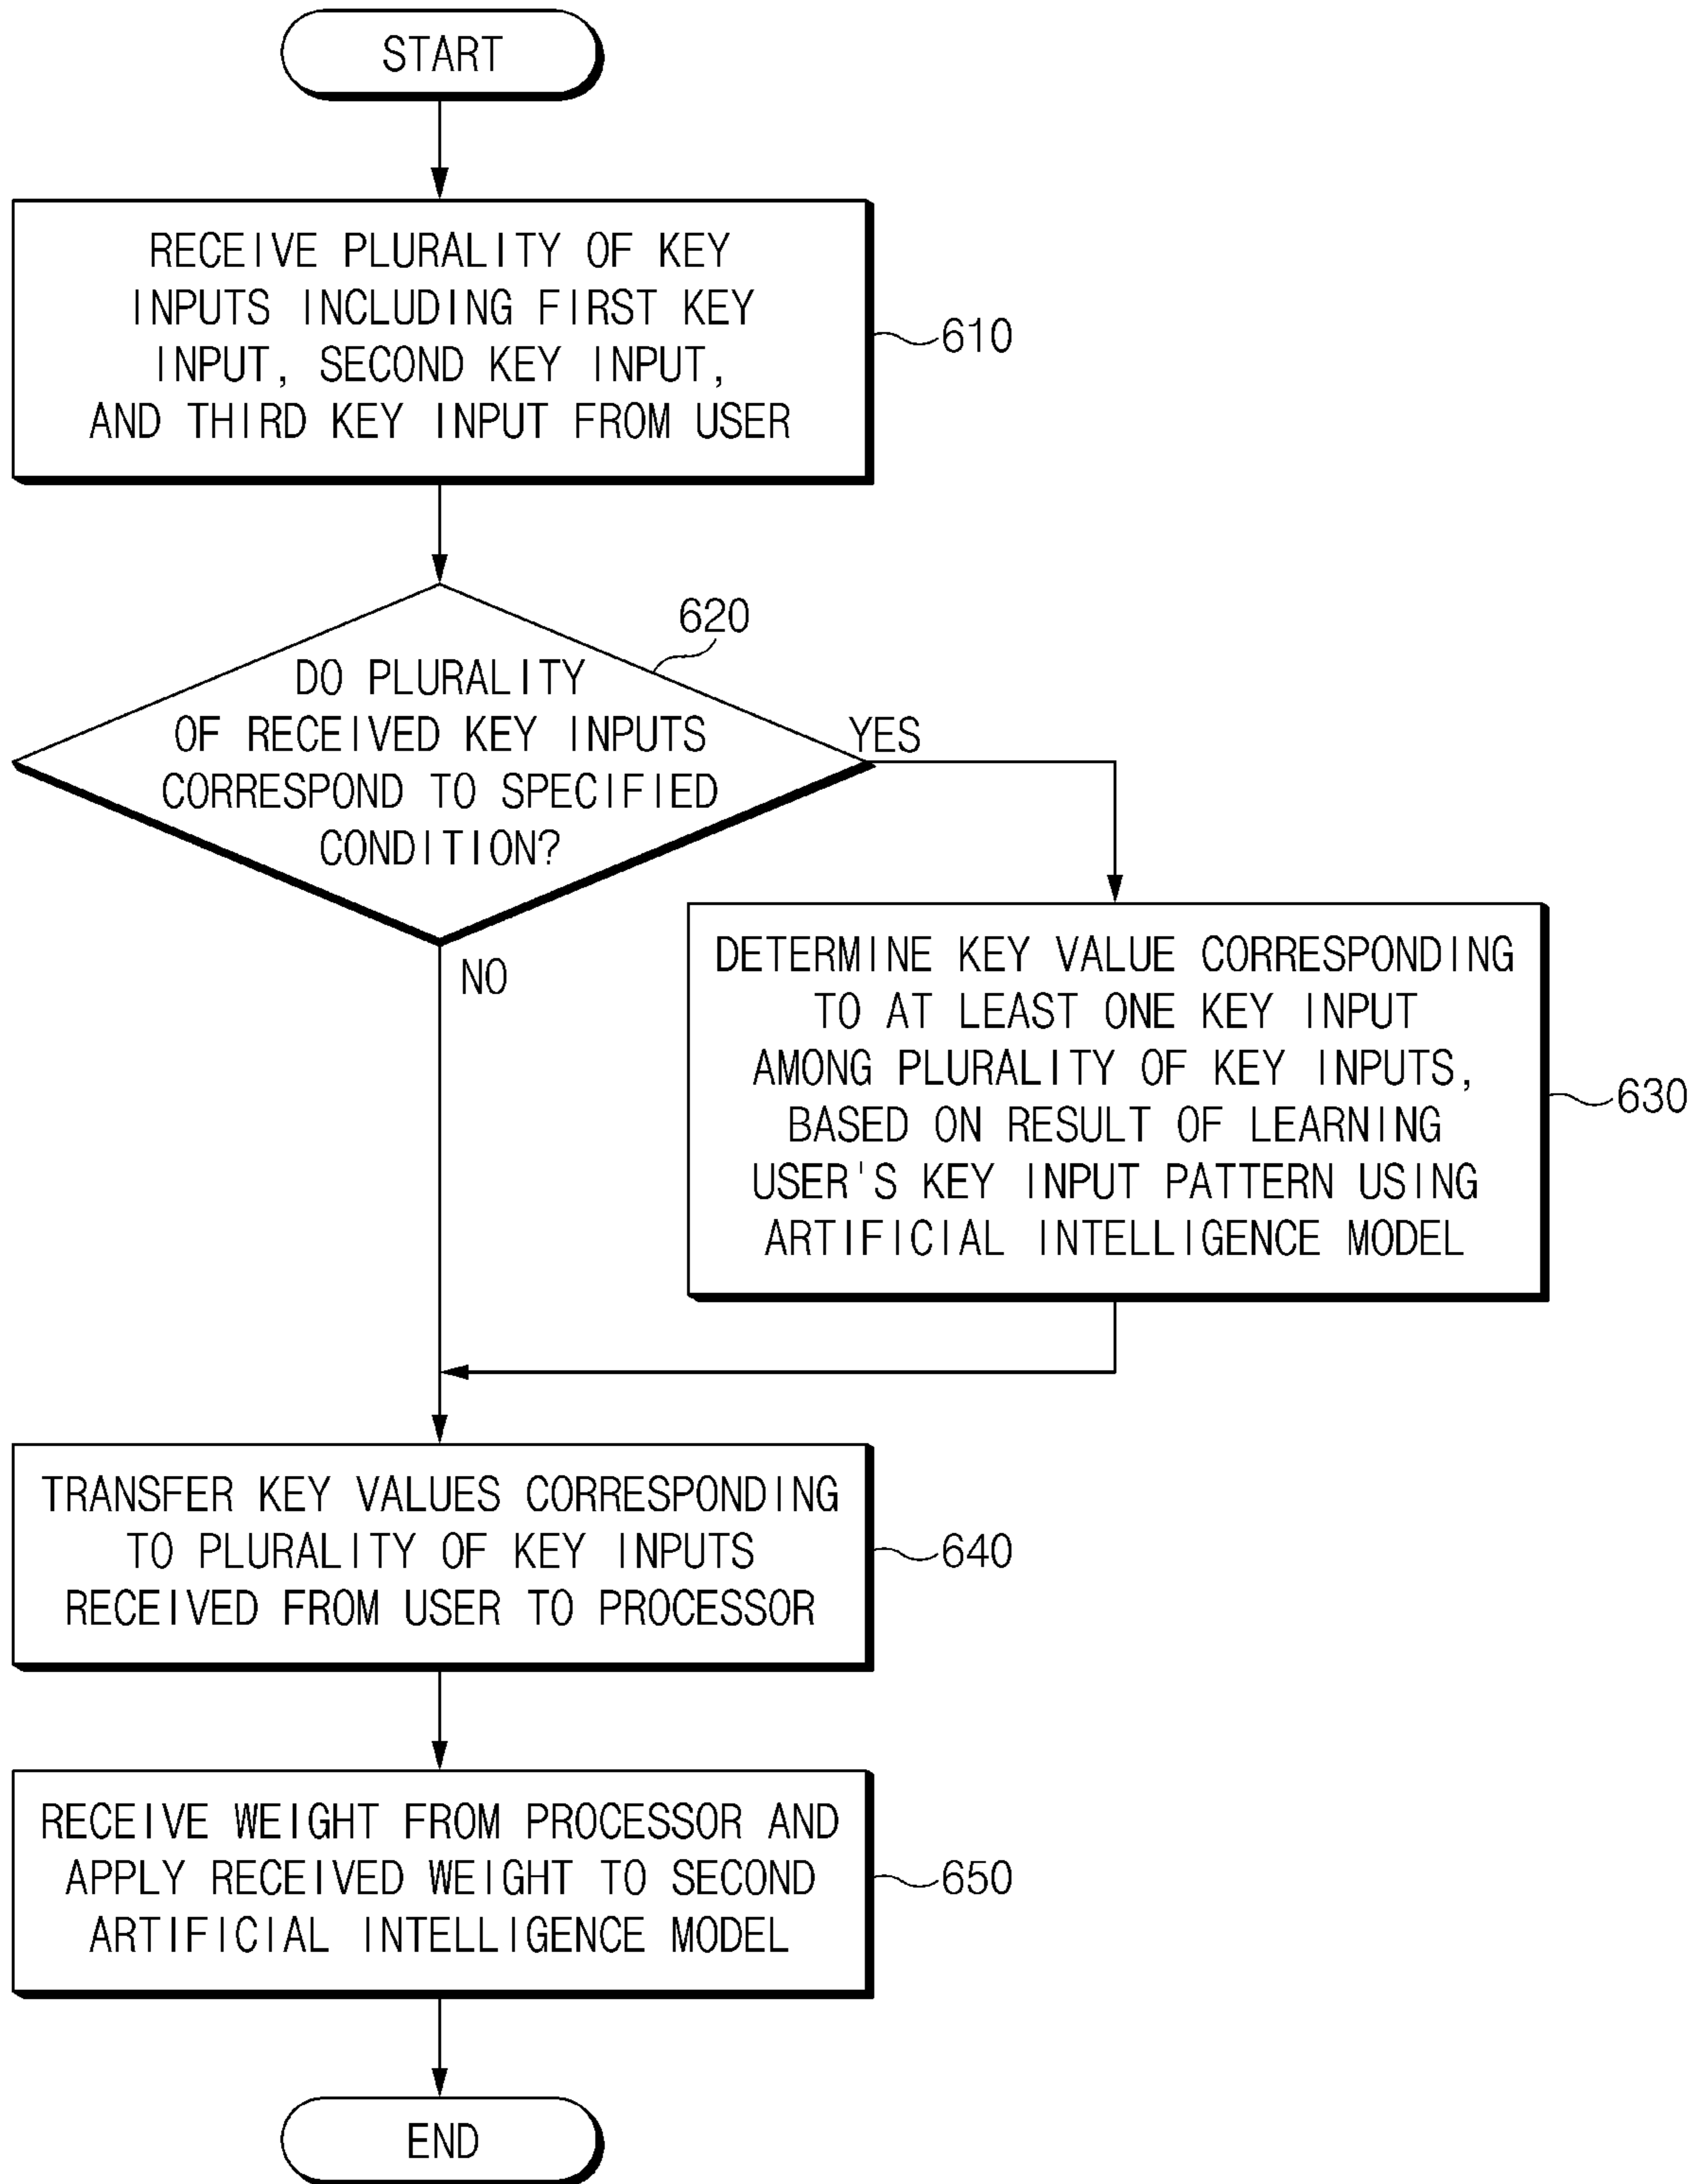 START
RECEIVE PLURALITY OF KEY
INPUTS INCLUDING FIRST KEY
INPUT, SECOND KEY INPUT,
AND THIRD KEY INPUT FROM USER
610
620
DO PLURALITY
OF RECEIVED KEY INPUTS
CORRESPOND TO SPECIFIED
CONDITION?
YES
NO
DETERMINE KEY VALUE CORRESPONDING
TO AT LEAST ONE KEY INPUT
AMONG PLURALITY OF KEY INPUTS,
BASED ON RESULT OF LEARNING
USER'S KEY INPUT PATTERN USING
ARTIFICIAL INTELLIGENCE MODEL
630
TRANSFER KEY VALUES CORRESPONDING
TO PLURALITY OF KEY INPUTS
RECEIVED FROM USER TO PROCESSOR
640
RECEIVE WEIGHT FROM PROCESSOR AND
APPLY RECEIVED WEIGHT TO SECOND
ARTIFICIAL INTELLIGENCE MODEL
650
END